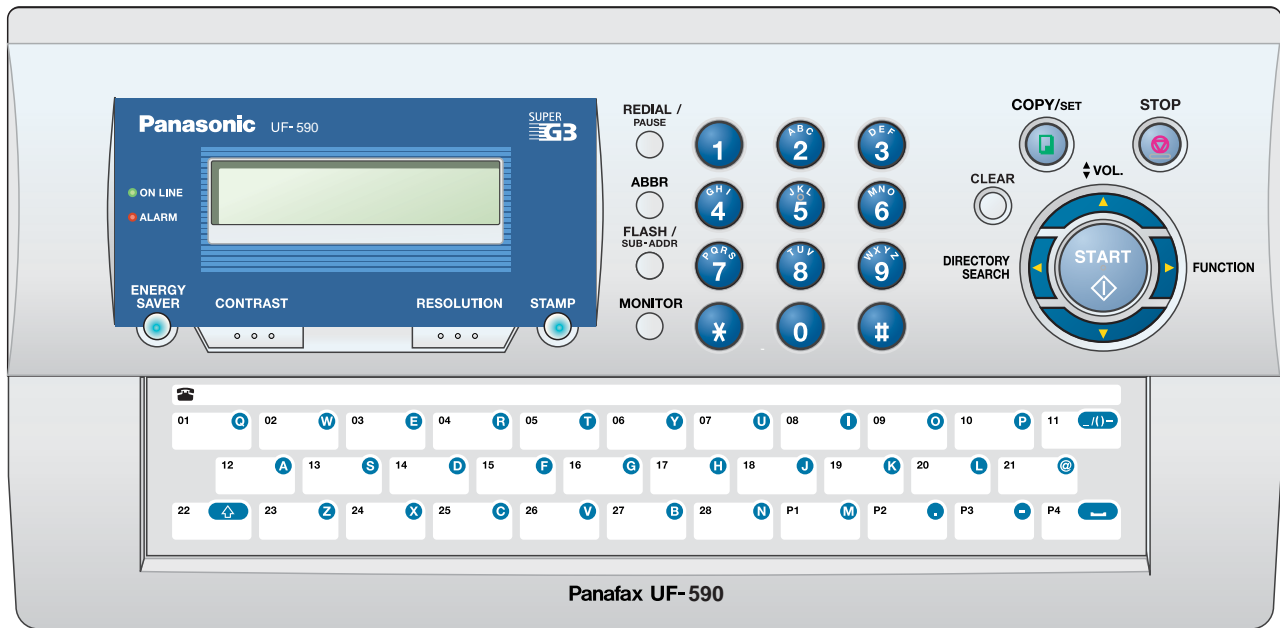 Panasonic UF-590
SUPER
G3
ON LINE
ALARM
ENERGY
SAVER
CONTRAST
RESOLUTION
STAMP
REDIAL /
PAUSE
ABBR
FLASH /
SUB-ADDR
MONITOR
1
ABC
2
DEF
3
GHI
4
JKL
5
MNO
6
PQRS
7
TUV
8
WXYZ
9
*
0
#
COPY/SET
STOP
CLEAR
VOL.
DIRECTORY
SEARCH
START
FUNCTION
01 Q 02 W 03 E 04 R 05 T 06 Y 07 U 08 I 09 O 10 P 11 _/()-
12 A 13 S 14 D 15 F 16 G 17 H 18 J 19 K 20 L 21 @
22 23 Z 24 X 25 C 26 V 27 B 28 N P1 M P2 . P3 - P4
Panafax UF-590